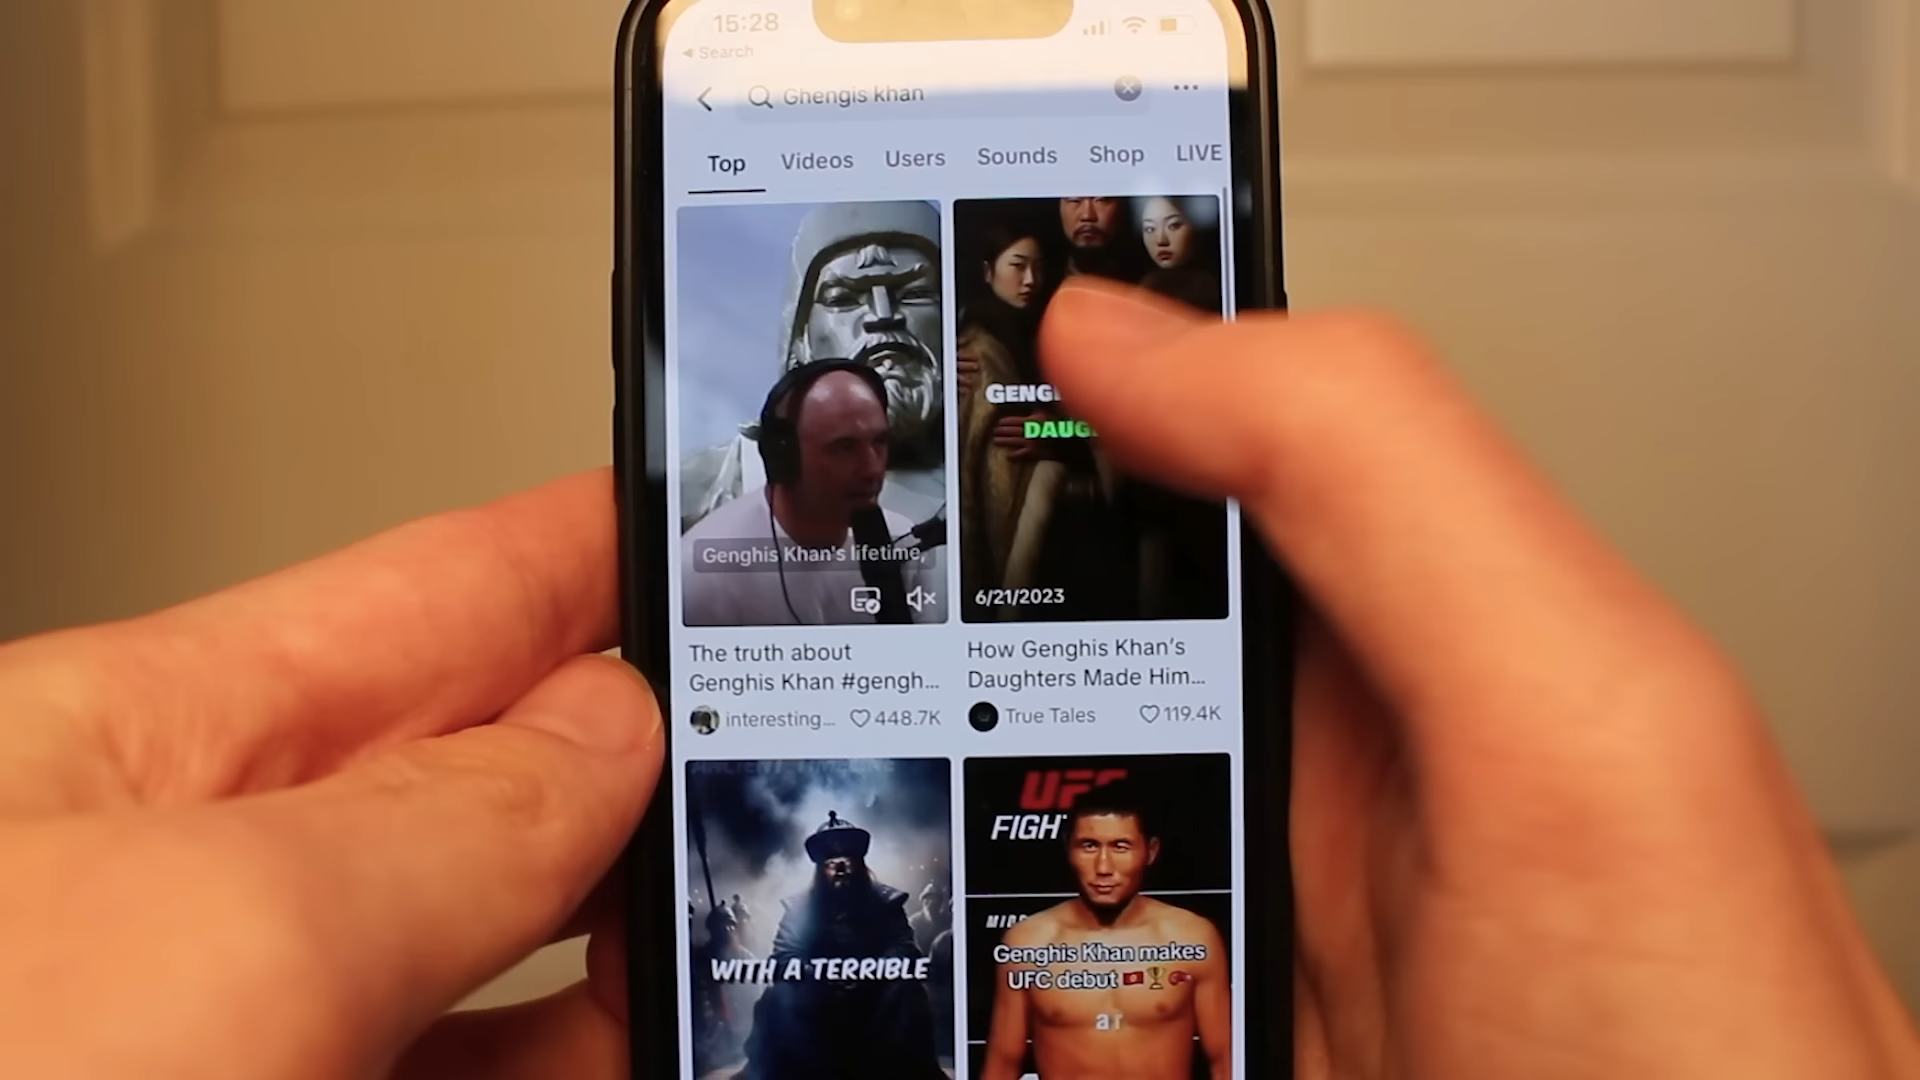 15:28
Search
Ghengis khan
Top Videos Users Sounds Shop LIVE
GENG
DAUG
Genghis Khan's lifetime,
6/21/2023
The truth about
Genghis Khan #gengh...
interesting... 448.7K
How Genghis Khan's
Daughters Made Him...
True Tales 119.4K
WITH A TERRIBLE
UFC
FIGHT
MIDD
Genghis Khan makes
UFC debut
ar